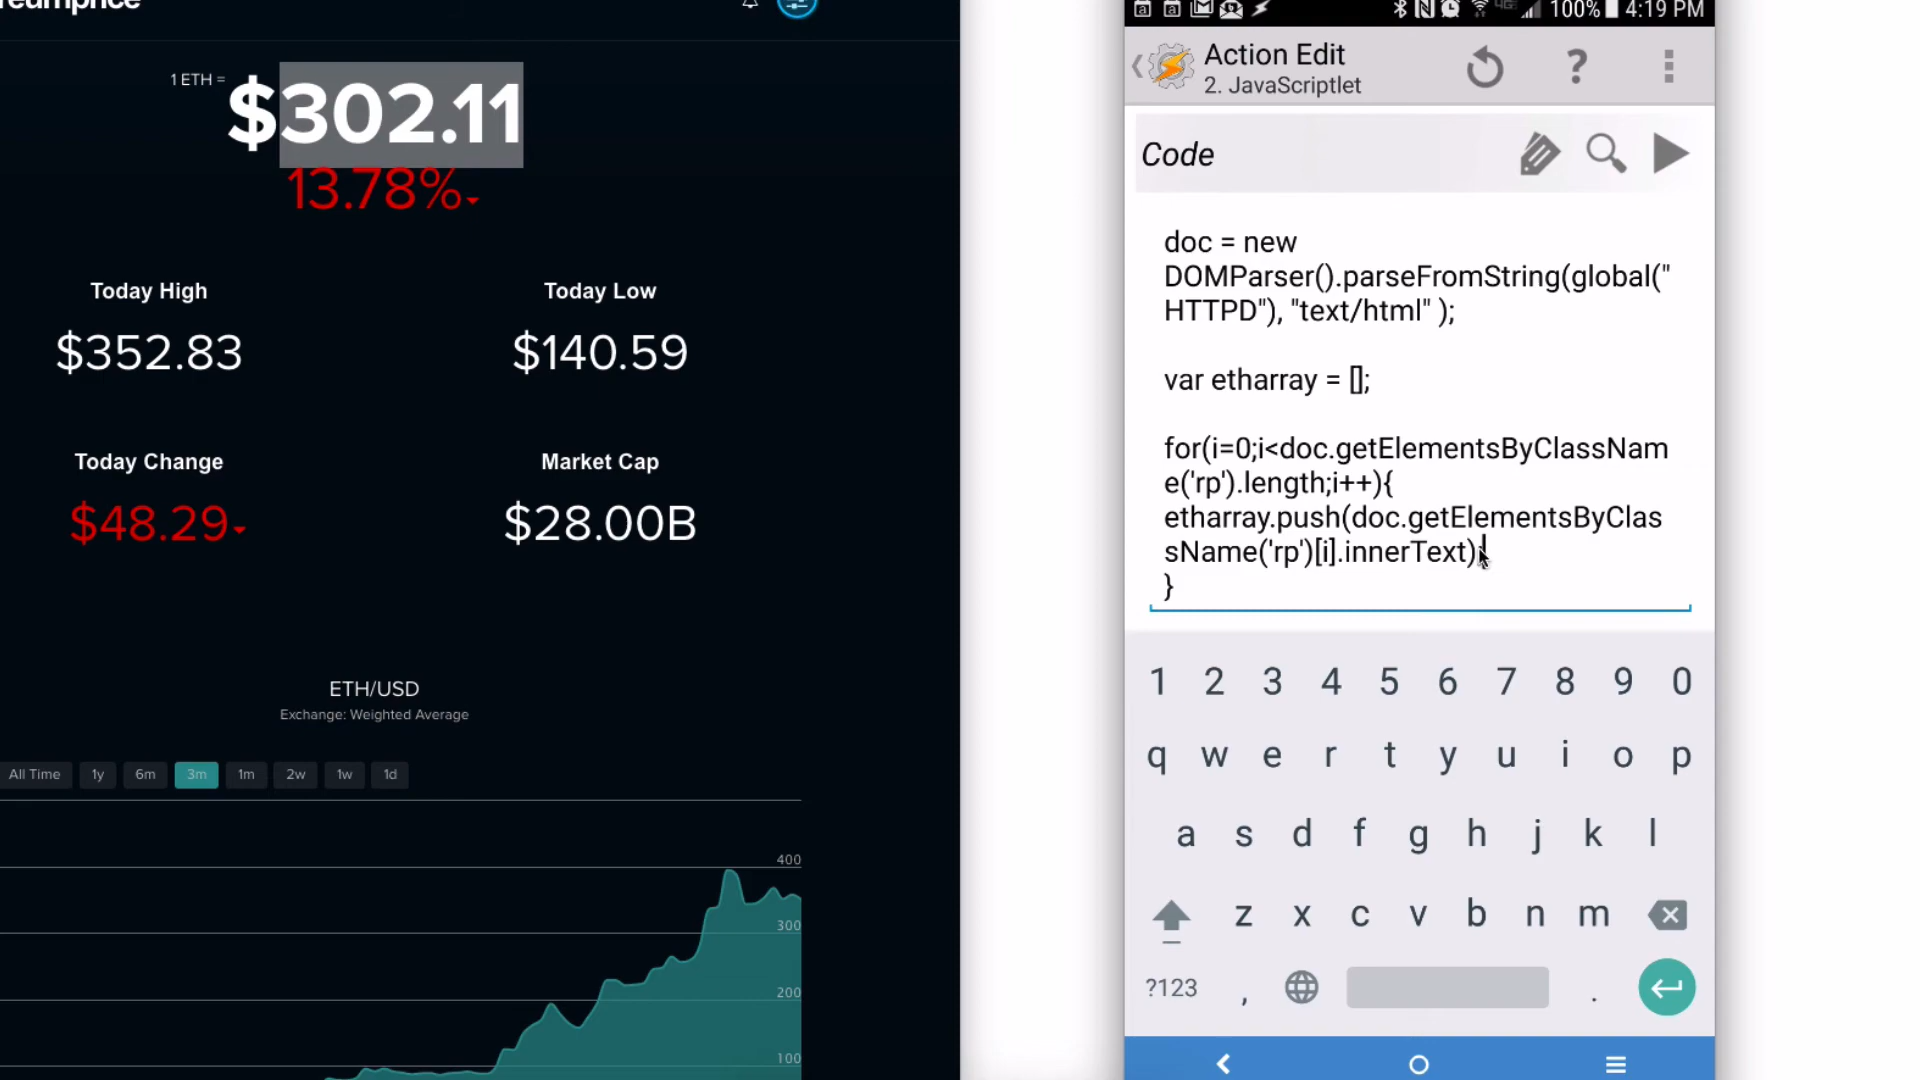 1 ETH =
$302.11
13.78%
Today High
$352.83
Today Low
$140.59
Today Change
$48.29
Market Cap
$28.00B
ETH/USD
Exchange: Weighted Average
All Time 1y 6m 3m 1m 2w 1w 1d
400
300
200
100
100% 4:19 PM
Action Edit
2. JavaScriptlet
?
Code
doc = new
DOMParser().parseFromString(global("
HTTPD"), "text/html" );
var etharray = [];
for(i=0;i<doc.getElementsByClassNam
e('rp').length;i++){
etharray.push(doc.getElementsByClas
sName('rp')[i].innerText)
}
1 2 3 4 5 6 7 8 9 0
q w e r t y u i o p
a s d f g h j k l
z x c v b n m
?123 , .